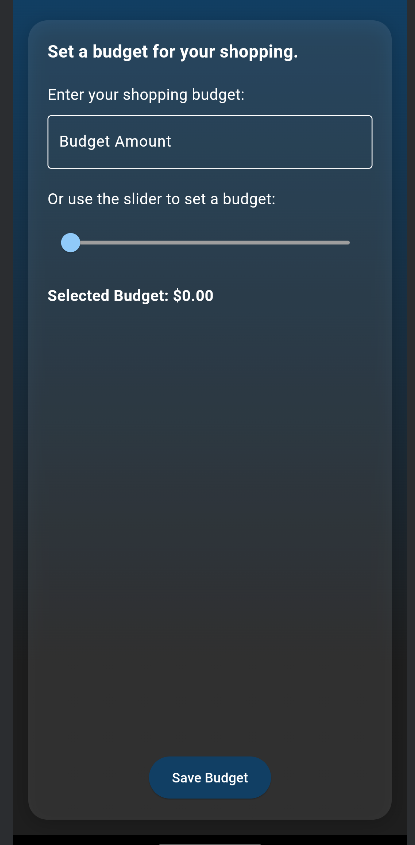 Set a budget for your shopping.
Enter your shopping budget:
Budget Amount
Or use the slider to set a budget:
Selected Budget: $0.00
Save Budget